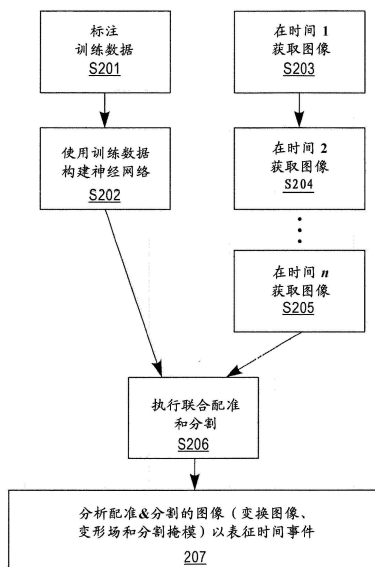 标注
训练数据
S201
使用训练数据
构建神经网络
S202
在时间 1
获取图像
S203
在时间 2
获取图像
S204
在时间 n
获取图像
S205
执行联合配准
和分割
S206
分析配准&分割的图像（变换图像、
变形场和分割掩模）以表征时间事件
207